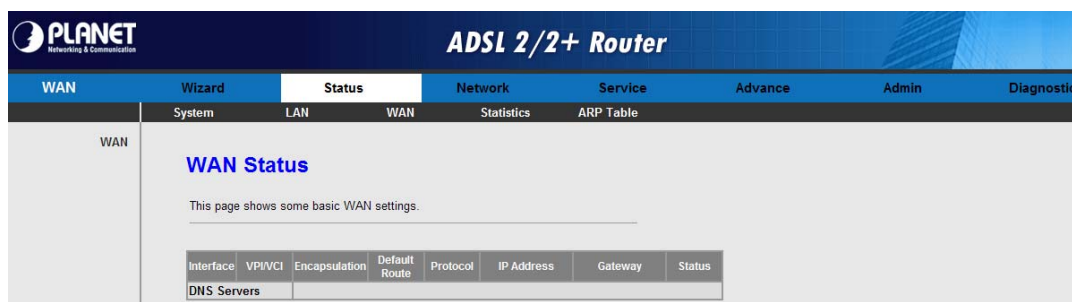 PLANET
Networking & Communication
ADSL 2/2+ Router
WAN
Wizard Status Network Service Advance Admin Diagnostic
System LAN WAN Statistics ARP Table
WAN
WAN Status
This page shows some basic WAN settings.
Interface VPI/VCI Encapsulation Default Route Protocol IP Address Gateway Status
DNS Servers